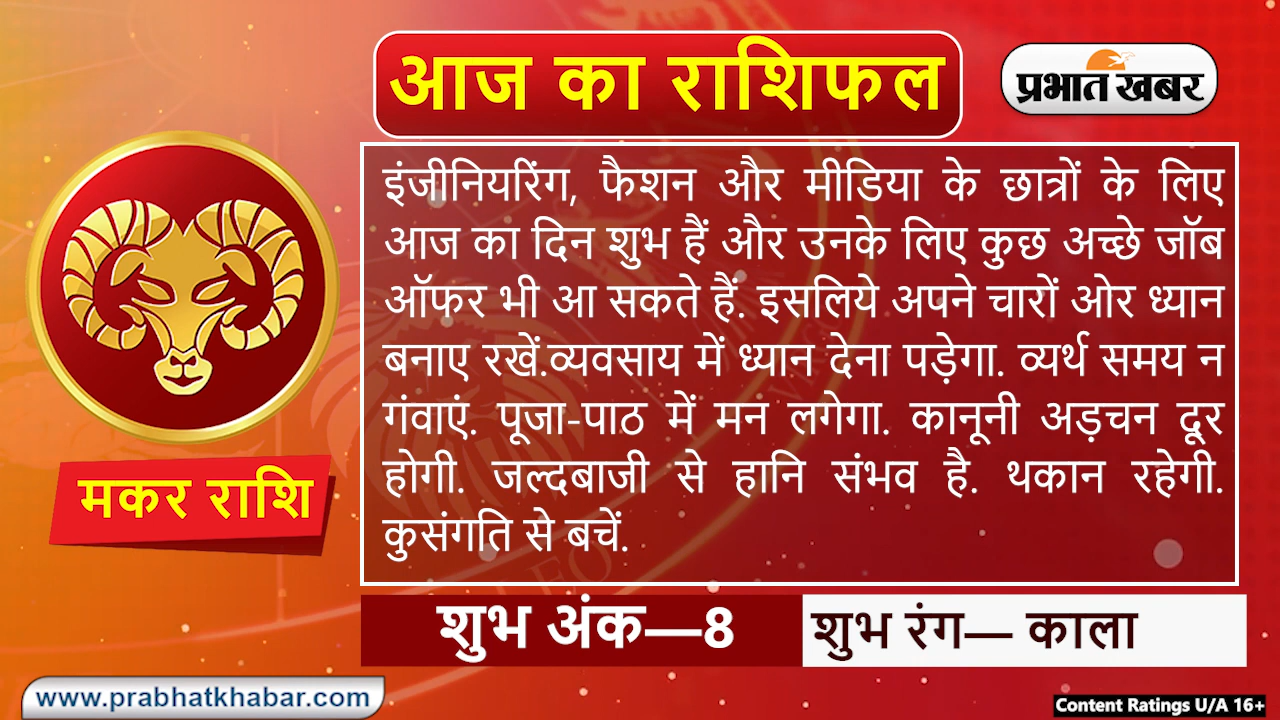 आज का राशिफल
प्रभात खबर
इंजीनियरिंग, फैशन और मीडिया के छात्रों के लिए
आज का दिन शुभ हैं और उनके लिए कुछ अच्छे जॉब
ऑफर भी आ सकते हैं. इसलिये अपने चारों ओर ध्यान
बनाए रखें.व्यवसाय में ध्यान देना पड़ेगा. व्यर्थ समय न
गंवाएं. पूजा-पाठ में मन लगेगा. कानूनी अड़चन दूर
होगी. जल्दबाजी से हानि संभव है. थकान रहेगी.
कुसंगति से बचें.
मकर राशि
LEO
शुभ अंक—8
शुभ रंग— काला
www.prabhatkhabar.com
Content Ratings U/A 16+